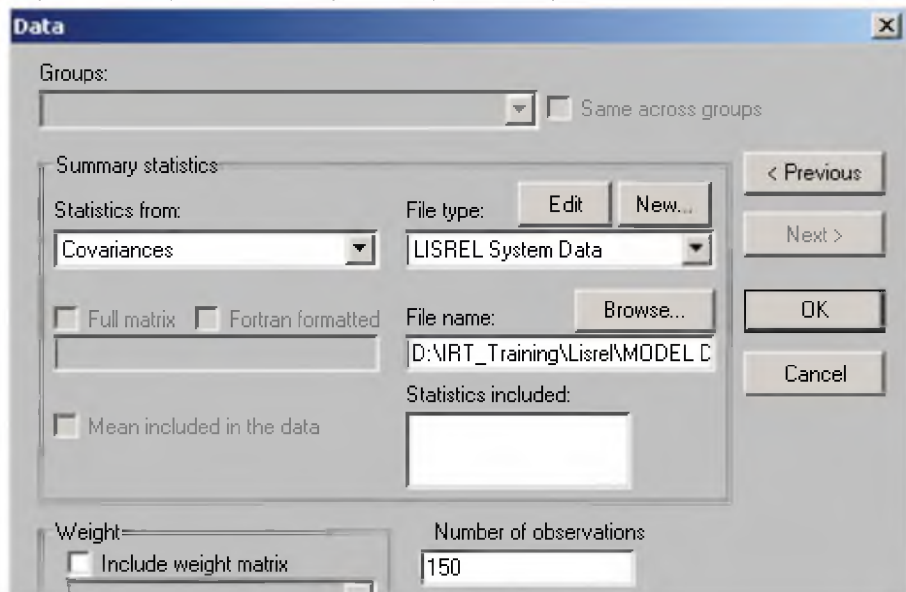 Data
Groups:
Same across groups
Summary statistics
< Previous
Statistics from:
File type:
Edit
New...
Next >
Covariances
LISREL System Data
Full matrix
Fortran formatted
File name:
Browse...
OK
D:\IRT_Training\Lisrel\MODEL D
Cancel
Statistics included:
Mean included in the data
Weight
Number of observations
Include weight matrix
150